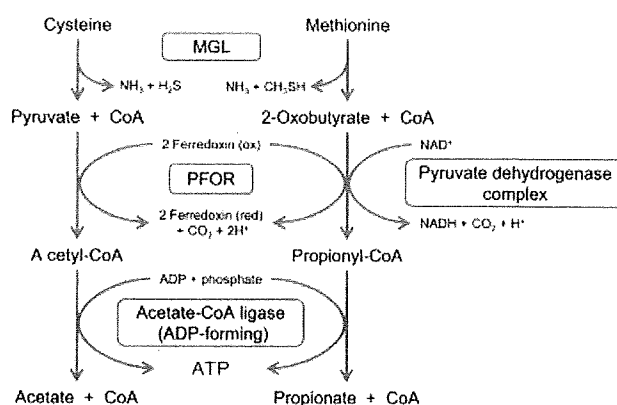 Cysteine Methionine
MGL
NH₃ + H₂S NH₃ + CH₃SH
Pyruvate + CoA 2-Oxobutyrate + CoA
2 Ferredoxin (ox) NAD⁺
PFOR Pyruvate dehydrogenase
complex
2 Ferredoxin (red)
+ CO₂ + 2H⁺ NADH + CO₂ + H⁺
A cetyl-CoA Propionyl-CoA
ADP + phosphate
Acetate-CoA ligase
(ADP-forming)
ATP
Acetate + CoA Propionate + CoA